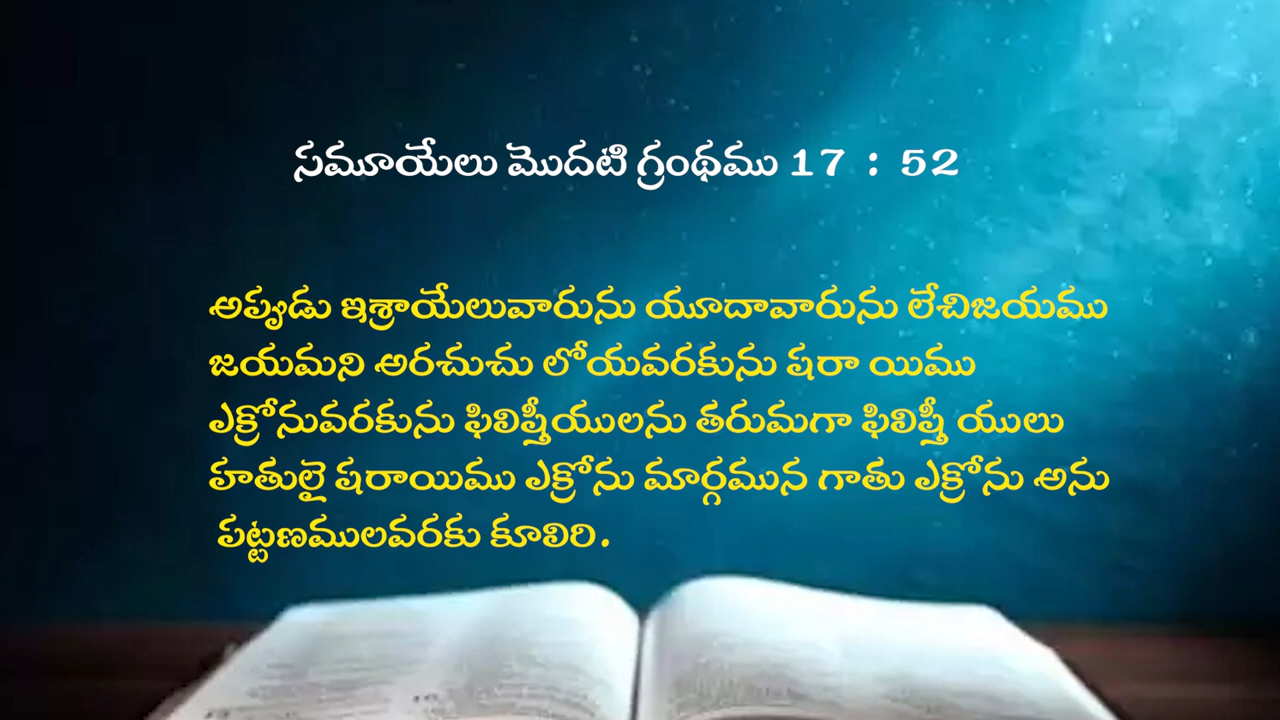 సమూయేలు మొదటి గ్రంథము 17 : 52
అప్పుడు ఇశ్రాయేలువారును యూదావారును లేచిజయము
జయమని అరచుచు లోయవరకును షరా యిము
ఎక్రోనువరకును ఫిలిష్తీయులను తరుమగా ఫిలిష్తీ యులు
హతులై షరాయిము ఎక్రోను మార్గమున గాతు ఎక్రోను అను
పట్టణములవరకు కూలిరి.